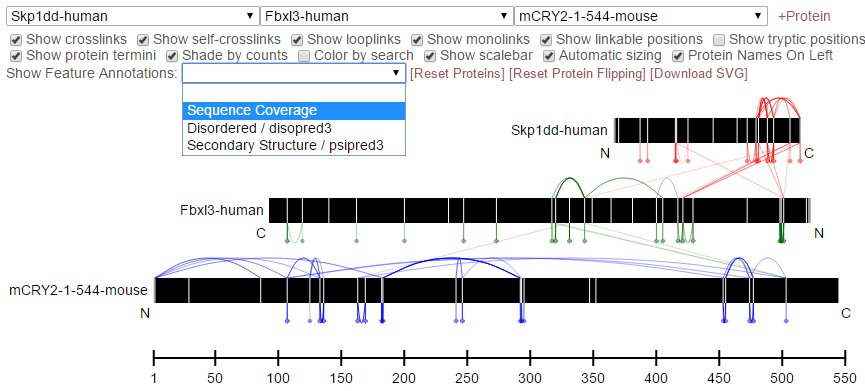 Skp1dd-human Fbxl3-human mCRY2-1-544-mouse +Protein
Show crosslinks Show self-crosslinks Show looplinks Show monolinks Show linkable positions Show tryptic positions
Show protein termini Shade by counts Color by search Show scalebar Automatic sizing Protein Names On Left
Show Feature Annotations: [Reset Proteins] [Reset Protein Flipping] [Download SVG]
Sequence Coverage
Disordered / disopred3
Secondary Structure / psipred3
Skp1dd-human
N C
Fbxl3-human
C N
mCRY2-1-544-mouse
N C
1 50 100 150 200 250 300 350 400 450 500 550